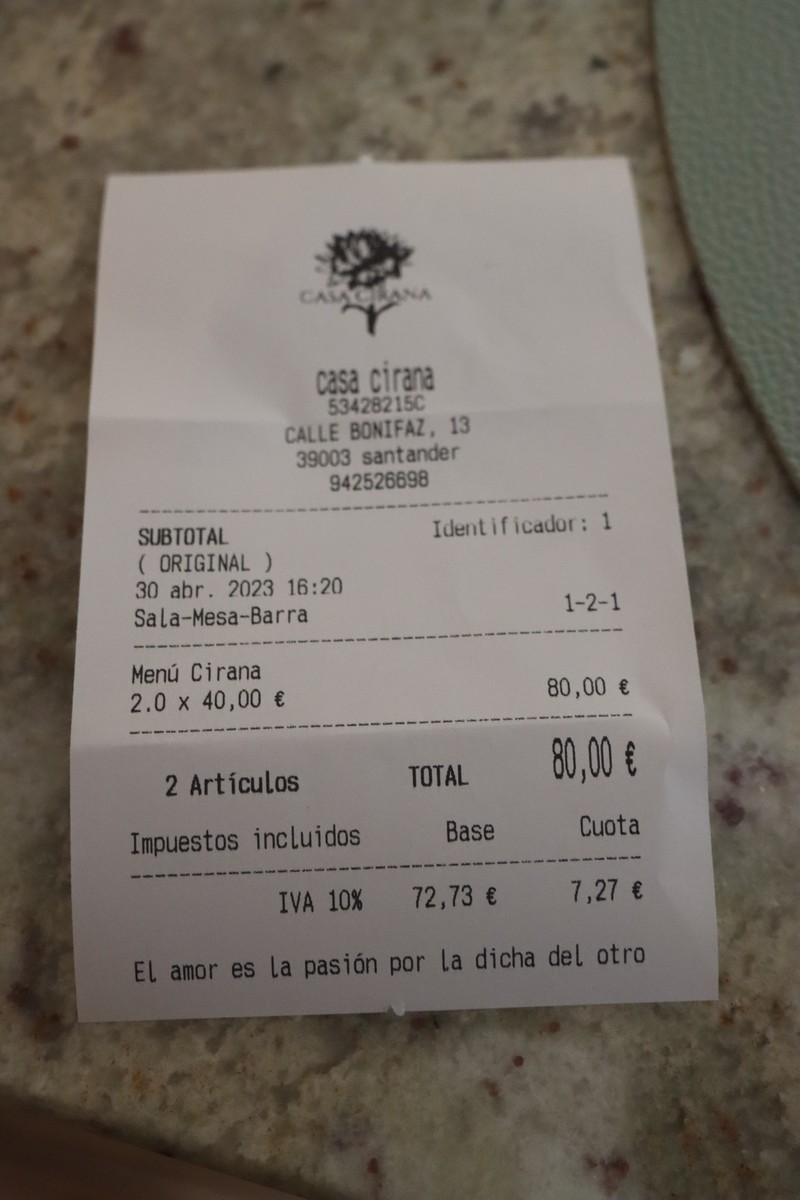 CASA CIRANA
casa cirana
53428215C
CALLE BONIFAZ, 13
39003 santander
942526698
SUBTOTAL Identificador: 1
( ORIGINAL )
30 abr. 2023 16:20
Sala-Mesa-Barra 1-2-1
Menú Cirana
2.0 x 40,00 € 80,00 €
2 Artículos TOTAL 80,00 €
Impuestos incluidos Base Cuota
IVA 10% 72,73 € 7,27 €
El amor es la pasión por la dicha del otro